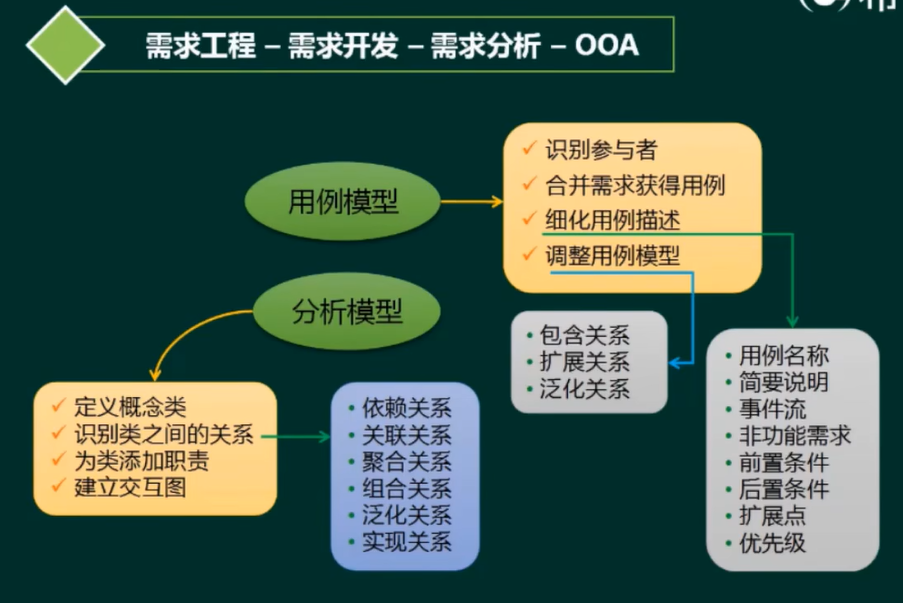 需求工程 – 需求开发 – 需求分析 – OOA
用例模型
识别参与者
合并需求获得用例
细化用例描述
调整用例模型
分析模型
包含关系
扩展关系
泛化关系
用例名称
简要说明
事件流
非功能需求
前置条件
后置条件
扩展点
优先级
定义概念类
识别类之间的关系
为类添加职责
建立交互图
依赖关系
关联关系
聚合关系
组合关系
泛化关系
实现关系